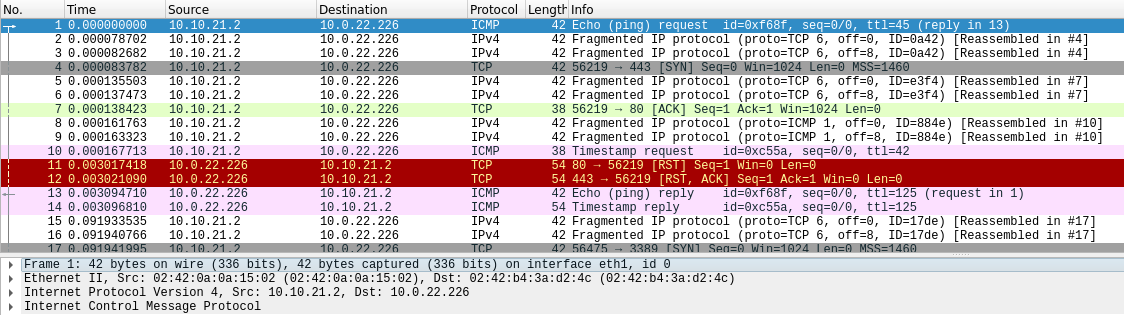 No. Time Source Destination Protocol Length Info
1 0.000000000 10.10.21.2 10.0.22.226 ICMP 42 Echo (ping) request id=0xf68f, seq=0/0, ttl=45 (reply in 13)
2 0.000078702 10.10.21.2 10.0.22.226 IPv4 42 Fragmented IP protocol (proto=TCP 6, off=0, ID=0a42) [Reassembled in #4]
3 0.000082682 10.10.21.2 10.0.22.226 IPv4 42 Fragmented IP protocol (proto=TCP 6, off=8, ID=0a42) [Reassembled in #4]
4 0.000083782 10.10.21.2 10.0.22.226 TCP 42 56219 → 443 [SYN] Seq=0 Win=1024 Len=0 MSS=1460
5 0.000135503 10.10.21.2 10.0.22.226 IPv4 42 Fragmented IP protocol (proto=TCP 6, off=0, ID=e3f4) [Reassembled in #7]
6 0.000137473 10.10.21.2 10.0.22.226 IPv4 42 Fragmented IP protocol (proto=TCP 6, off=8, ID=e3f4) [Reassembled in #7]
7 0.000138423 10.10.21.2 10.0.22.226 TCP 38 56219 → 80 [ACK] Seq=1 Ack=1 Win=1024 Len=0
8 0.000161763 10.10.21.2 10.0.22.226 IPv4 42 Fragmented IP protocol (proto=ICMP 1, off=0, ID=884e) [Reassembled in #10]
9 0.000163323 10.10.21.2 10.0.22.226 IPv4 42 Fragmented IP protocol (proto=ICMP 1, off=8, ID=884e) [Reassembled in #10]
10 0.000167713 10.10.21.2 10.0.22.226 ICMP 38 Timestamp request id=0xc55a, seq=0/0, ttl=42
11 0.003017418 10.0.22.226 10.10.21.2 TCP 54 80 → 56219 [RST] Seq=1 Win=0 Len=0
12 0.003021090 10.0.22.226 10.10.21.2 TCP 54 443 → 56219 [RST, ACK] Seq=1 Ack=1 Win=0 Len=0
13 0.003094710 10.0.22.226 10.10.21.2 ICMP 42 Echo (ping) reply id=0xf68f, seq=0/0, ttl=125 (request in 1)
14 0.003096810 10.0.22.226 10.10.21.2 ICMP 54 Timestamp reply id=0xc55a, seq=0/0, ttl=125
15 0.091933535 10.10.21.2 10.0.22.226 IPv4 42 Fragmented IP protocol (proto=TCP 6, off=0, ID=17de) [Reassembled in #17]
16 0.091940766 10.10.21.2 10.0.22.226 IPv4 42 Fragmented IP protocol (proto=TCP 6, off=8, ID=17de) [Reassembled in #17]
17 0.091941995 10.10.21.2 10.0.22.226 TCP 42 56475 → 3389 [SYN] Seq=0 Win=1024 Len=0 MSS=1460
Frame 1: 42 bytes on wire (336 bits), 42 bytes captured (336 bits) on interface eth1, id 0
Ethernet II, Src: 02:42:0a:0a:15:02 (02:42:0a:0a:15:02), Dst: 02:42:b4:3a:d2:4c (02:42:b4:3a:d2:4c)
Internet Protocol Version 4, Src: 10.10.21.2, Dst: 10.0.22.226
Internet Control Message Protocol